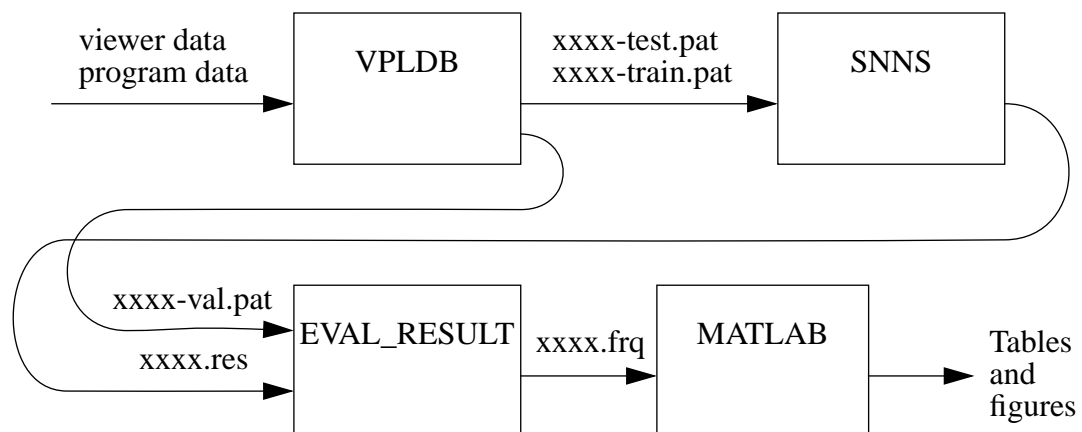 viewer data
program data
VPLDB
xxxx-test.pat
xxxx-train.pat
SNNS
xxxx-val.pat
xxxx.res
EVAL_RESULT
xxxx.frq
MATLAB
Tables
and
figures